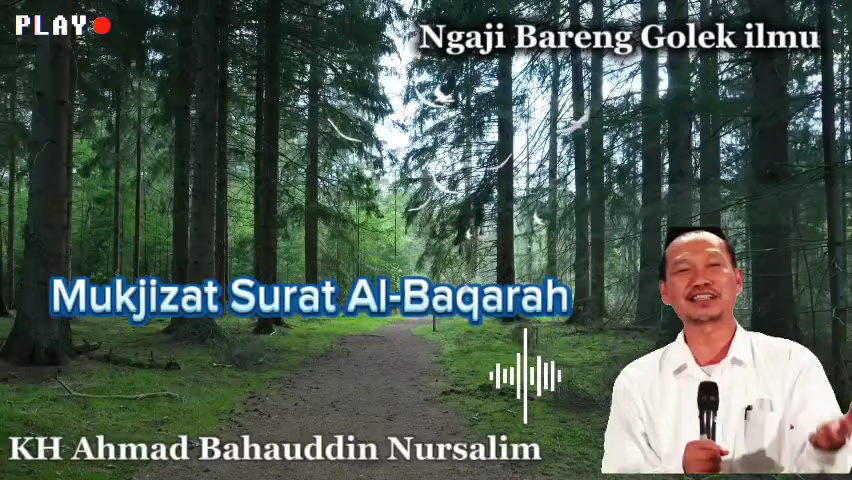 PLAY
Ngaji Bareng Golek ilmu
Mukjizat Surat Al-Baqarah
KH Ahmad Bahauddin Nursalim